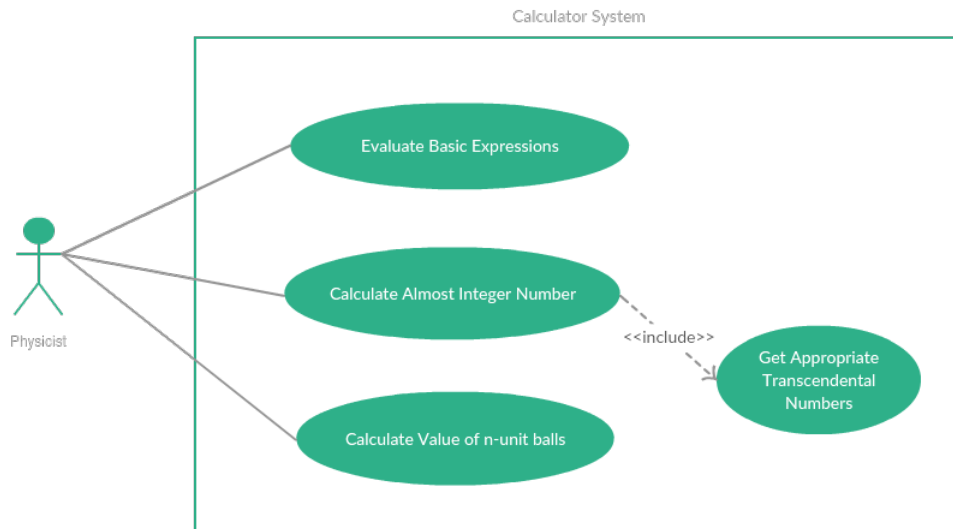 Calculator System
Evaluate Basic Expressions
Physicist
Calculate Almost Integer Number
<<include>>
Get Appropriate
Transcendental
Numbers
Calculate Value of n-unit balls